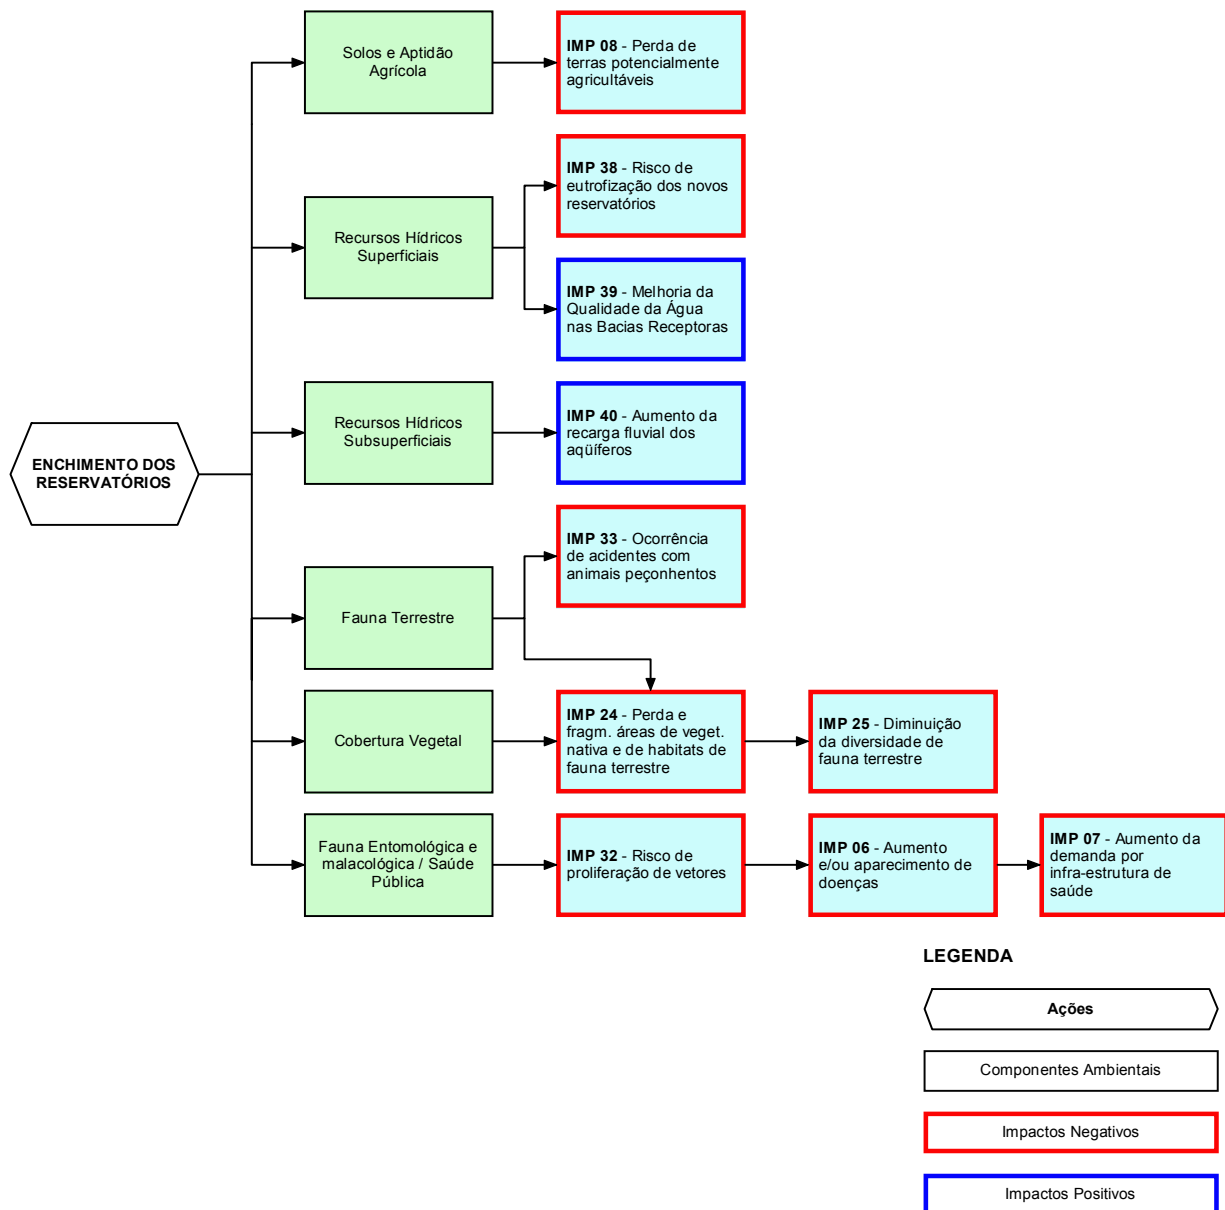 Solos e Aptidão
Agrícola
IMP 08 - Perda de
terras potencialmente
agricultáveis
IMP 38 - Risco de
eutrofização dos novos
reservatórios
Recursos Hídricos
Superficiais
IMP 39 - Melhoria da
Qualidade da Água
nas Bacias Receptoras
Recursos Hídricos
Subsuperficiais
IMP 40 - Aumento da
recarga fluvial dos
aqüíferos
ENCHIMENTO DOS
RESERVATÓRIOS
IMP 33 - Ocorrência
de acidentes com
animais peçonhentos
Fauna Terrestre
Cobertura Vegetal
IMP 24 - Perda e
fragm. áreas de veget.
nativa e de habitats de
fauna terrestre
IMP 25 - Diminuição
da diversidade de
fauna terrestre
Fauna Entomológica e
malacológica / Saúde
Pública
IMP 32 - Risco de
proliferação de vetores
IMP 06 - Aumento
e/ou aparecimento de
doenças
IMP 07 - Aumento da
demanda por
infra-estrutura de
saúde
LEGENDA
Ações
Componentes Ambientais
Impactos Negativos
Impactos Positivos